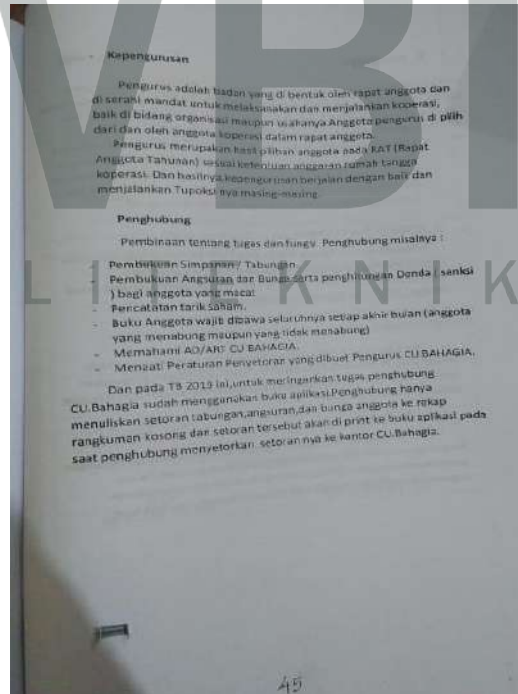 - Kepengurusan
Pengurus adalah badan yang di bentuk oleh rapat anggota dan
di serahi mandat untuk melaksanakan dan menjalankan koperasi,
baik di bidang organisasi maupun usahanya Anggota pengurus di pilih
dari dan oleh anggota koperasi dalam rapat anggota.
Pengurus merupakan hasil pilihan anggota pada RAT (Rapat
Anggota Tahunan) sesuai ketentuan anggaran rumah tangga
koperasi. Dan hasilnya kepengurusan berjalan dengan baik dan
menjalankan Tupoksi nya masing-masing
Penghubung
Pembinaan tentang tugas dan fungsi Penghubung misalnya :
Pembukuan Simpanan / Tabungan
- Pembukuan Angsuran dan Bunga serta penghitungan Denda ( sanksi
) bagi anggota yang macat
- Pencatatan tarik saham.
- Buku Anggota wajib dibawa seluruhnya setiap akhir bulan (anggota
yang menabung maupun yang tidak menabung)
- Memahami AD/ART CU BAHAGIA.
- Mengati Peraturan Penyetoran yang dibuet Pengurus CU BAHAGIA.
Dan pada TB 2019 ini,untuk meringankan tugas penghubung
CU.Bahagia sudah menggunakan buku aplikasi.Penghubung hanya
menuliskan setoran tabungan,angsuran,dan bunga anggota ke rekap
rangkuman kosong dan setoran tersebut akan di print ke buku aplikasi pada
saat penghubung menyetorkan setoran nya ke kantor CU.Bahagia.
45